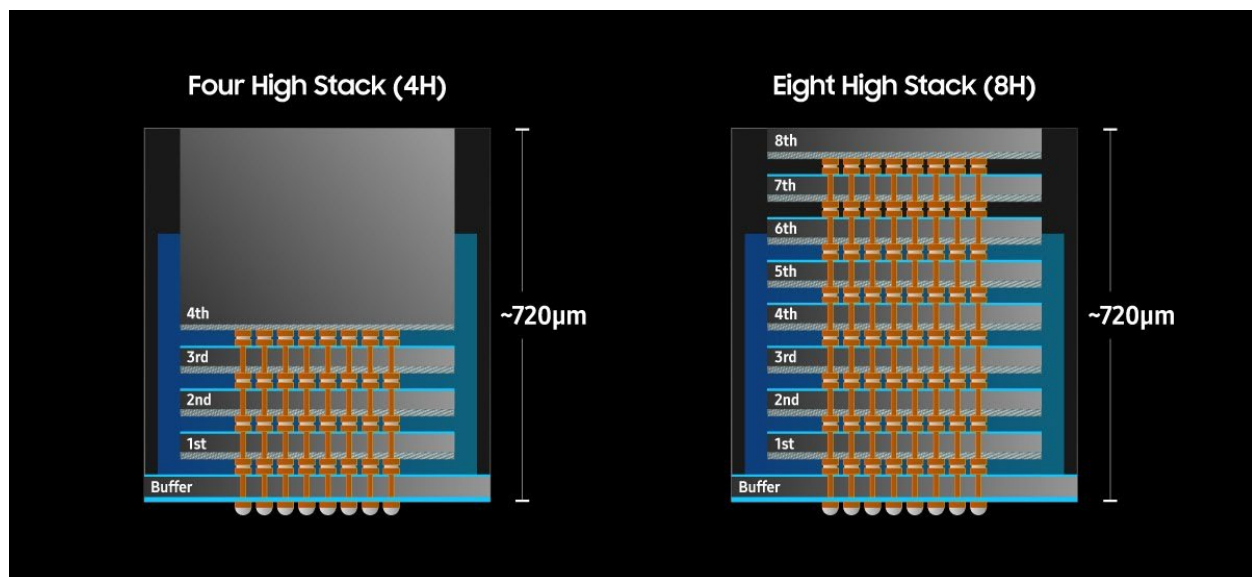 Four High Stack (4H)
4th
3rd
2nd
1st
Buffer
~720μm
Eight High Stack (8H)
8th
7th
6th
5th
4th
3rd
2nd
1st
Buffer
~720μm